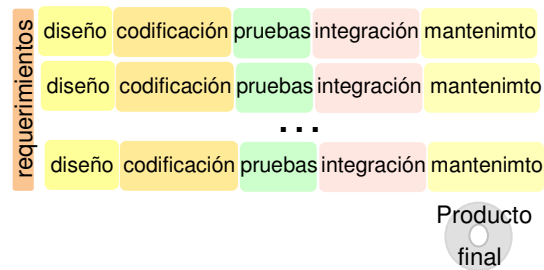 requerimientos
diseño codificación pruebas integración mantenimto
diseño codificación pruebas integración mantenimto
...
diseño codificación pruebas integración mantenimto
Producto
final